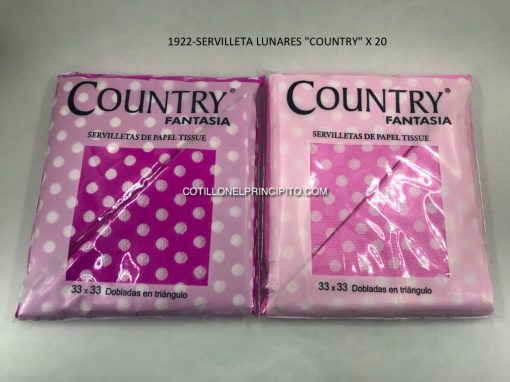 1922-SERVILLETA LUNARES "COUNTRY" X 20
COUNTRY®
FANTASIA
SERVILLETAS DE PAPEL TISSUE
33 x 33 Dobladas en triángulo
COUNTRY®
FANTASIA
SERVILLETAS DE PAPEL TISSUE
33 x 33 Dobladas en triángulo
COTILLONELPRINCIPITO.COM